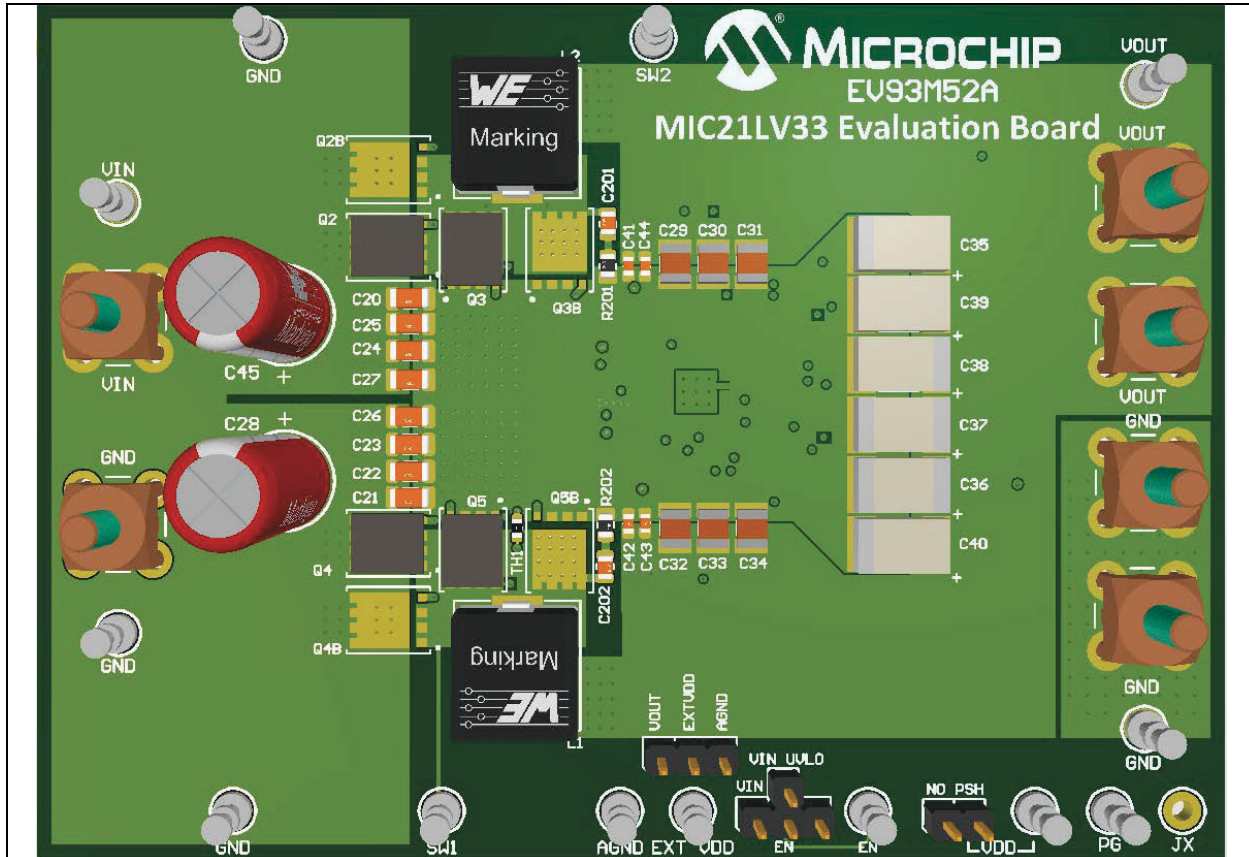 MICROCHIP
®
EV93M52A
MIC21LV33 Evaluation Board
GND
SW2
L2
VOUT
WE
Marking
VOUT
Q2B
VIN
C201
Q2
C41
C44
C29
C30
C31
C35
Q3
Q3B
R201
C20
C25
C24
C27
C39
C38
C45
+
VIN
VOUT
C26
C23
C22
C21
C28
+
GND
GND
C37
C36
C40
+
+
+
+
+
+
Q5
Q5B
R202
Q4
TH1
C42
C43
C32
C33
C34
C202
Q4B
GND
Marking
WE
L1
GND
GND
VOUT
EXTVDD
AGND
VIN UVLO
VIN
NO PSH
GND
SW1
AGND
EXT VDD
EN
EN
VDD
PG
JX